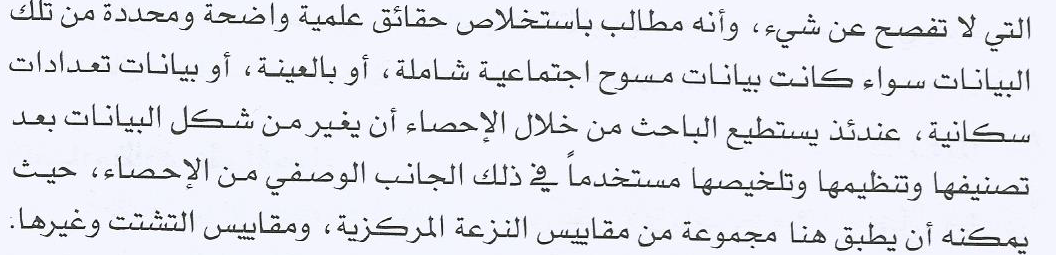 التي لا تفصح عن شيء، وأنه مطالب باستخلاص حقائق علمية واضحة ومحددة من تلك
البيانات سواء كانت بيانات مسوح اجتماعية شاملة، أو بالعينة، أو بيانات تعدادات
سكانية، عندئذ يستطيع الباحث من خلال الإحصاء أن يغير من شكل البيانات بعد
تصنيفها وتنظيمها وتلخيصها مستخدماً في ذلك الجانب الوصفي من الإحصاء، حيث
يمكنه أن يطبق هنا مجموعة من مقاييس النزعة المركزية، ومقاييس التشتت وغيرها.